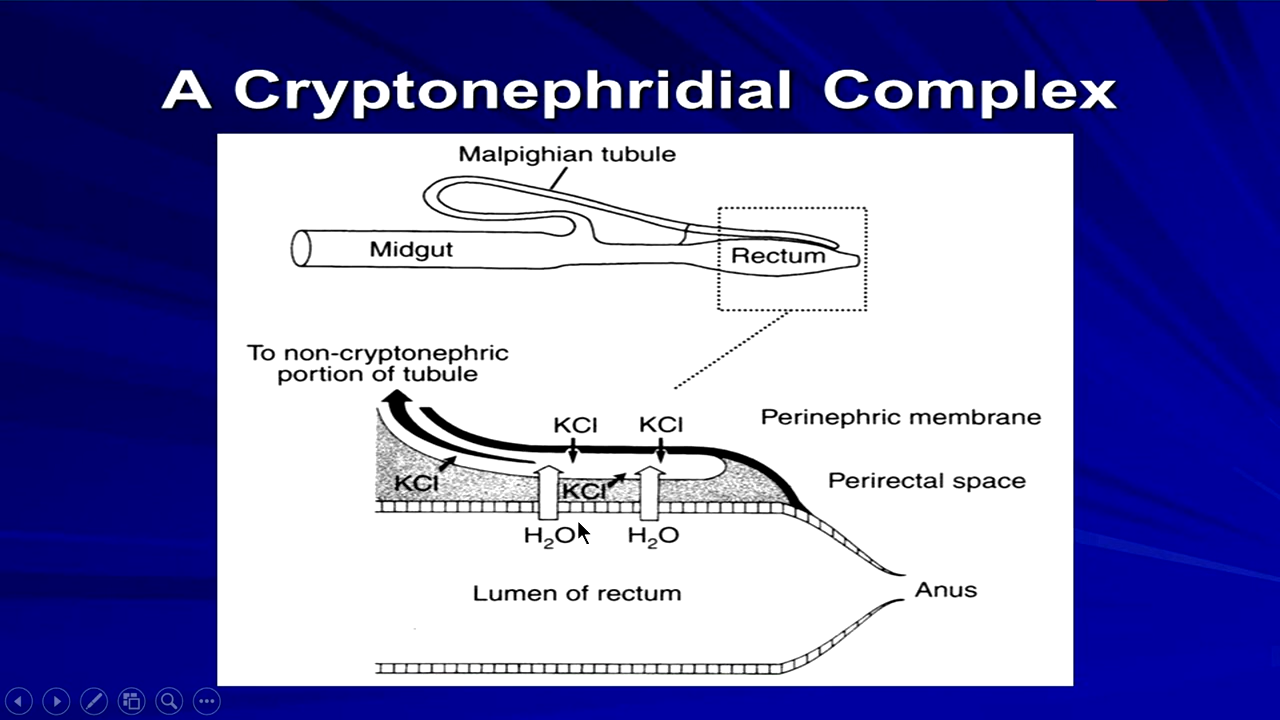 A Cryptonephridial Complex
Malpighian tubule
Midgut
Rectum
To non-cryptonephric
portion of tubule
KCl
KCl
Perinephric membrane
KCl
KCl
Perirectal space
H₂O
H₂O
Lumen of rectum
Anus